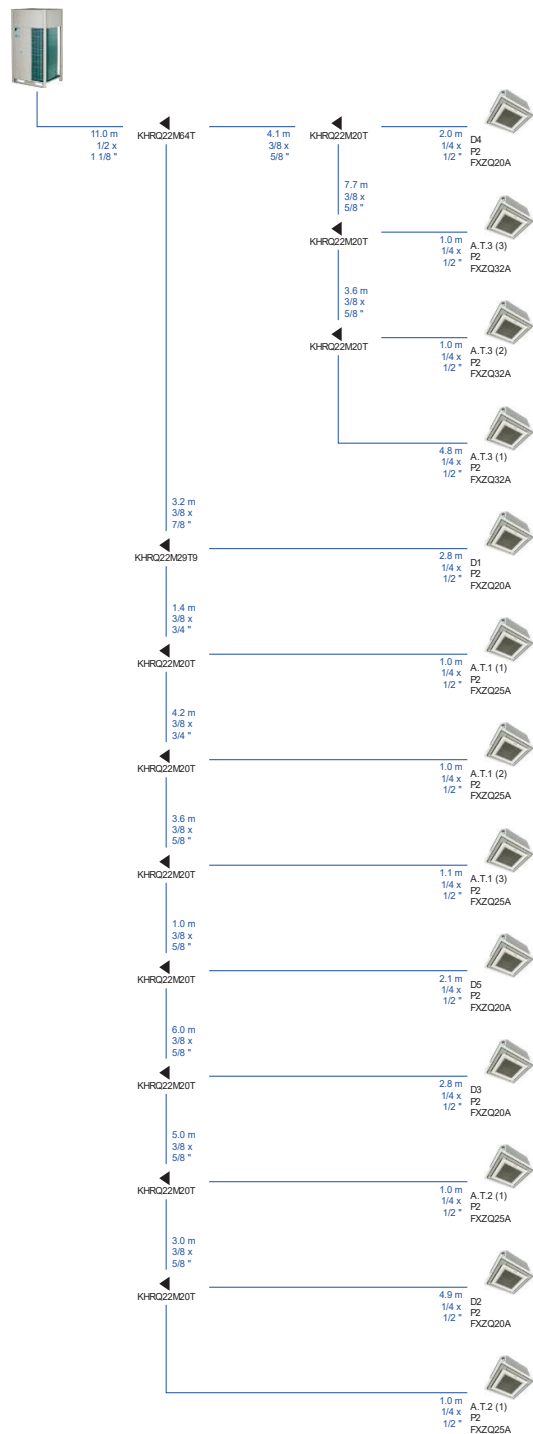 KHRQ22M64T
KHRQ22M20T
11.0 m
1/2 x
1 1/8 "
4.1 m
3/8 x
5/8 "
2.0 m
1/4 x
1/2 "
D4
P2
FXZQ20A
7.7 m
3/8 x
5/8 "
KHRQ22M20T
1.0 m
1/4 x
1/2 "
A.T.3 (3)
P2
FXZQ32A
3.6 m
3/8 x
5/8 "
KHRQ22M20T
1.0 m
1/4 x
1/2 "
A.T.3 (2)
P2
FXZQ32A
4.8 m
1/4 x
1/2 "
A.T.3 (1)
P2
FXZQ32A
3.2 m
3/8 x
7/8 "
KHRQ22M29T9
2.8 m
1/4 x
1/2 "
D1
P2
FXZQ20A
1.4 m
3/8 x
3/4 "
KHRQ22M20T
1.0 m
1/4 x
1/2 "
A.T.1 (1)
P2
FXZQ25A
4.2 m
3/8 x
3/4 "
KHRQ22M20T
1.0 m
1/4 x
1/2 "
A.T.1 (2)
P2
FXZQ25A
3.6 m
3/8 x
5/8 "
KHRQ22M20T
1.1 m
1/4 x
1/2 "
A.T.1 (3)
P2
FXZQ25A
1.0 m
3/8 x
5/8 "
KHRQ22M20T
2.1 m
1/4 x
1/2 "
D5
P2
FXZQ20A
6.0 m
3/8 x
5/8 "
KHRQ22M20T
2.8 m
1/4 x
1/2 "
D3
P2
FXZQ20A
5.0 m
3/8 x
5/8 "
KHRQ22M20T
1.0 m
1/4 x
1/2 "
A.T.2 (1)
P2
FXZQ25A
3.0 m
3/8 x
5/8 "
KHRQ22M20T
4.9 m
1/4 x
1/2 "
D2
P2
FXZQ20A
1.0 m
1/4 x
1/2 "
A.T.2 (1)
P2
FXZQ25A